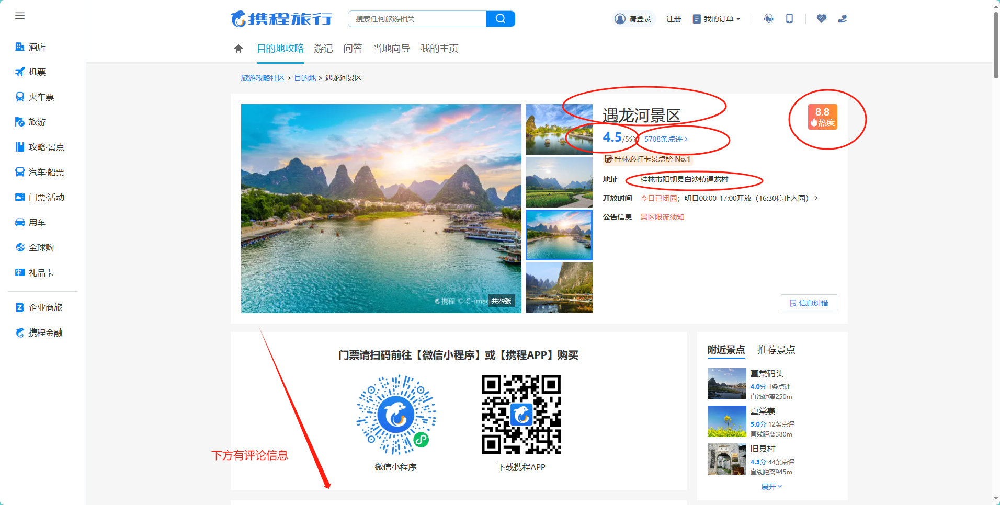 携程旅行
搜索任何旅游相关
请登录
注册
我的订单
酒店
机票
火车票
旅游
攻略·景点
汽车·船票
门票·活动
用车
全球购
礼品卡
企业商旅
携程金融
目的地攻略
游记
问答
当地向导
我的主页
旅游攻略社区 > 目的地 > 遇龙河景区
携程 © C-imag
共29张
遇龙河景区
8.8
热度
4.5/5分
5708条点评
桂林必打卡景点榜 No.1
地址 桂林市阳朔县白沙镇遇龙村
开放时间 今日已闭园；明日08:00-17:00开放（16:30停止入园）
公告信息 景区限流须知
信息纠错
门票请扫码前往【微信小程序】或【携程APP】购买
微信小程序
下载携程APP
下方有评论信息
附近景点
推荐景点
夏棠码头
4.0分 1条点评
直线距离250m
夏棠寨
5.0分 12条点评
直线距离380m
旧县村
4.3分 44条点评
直线距离945m
展开